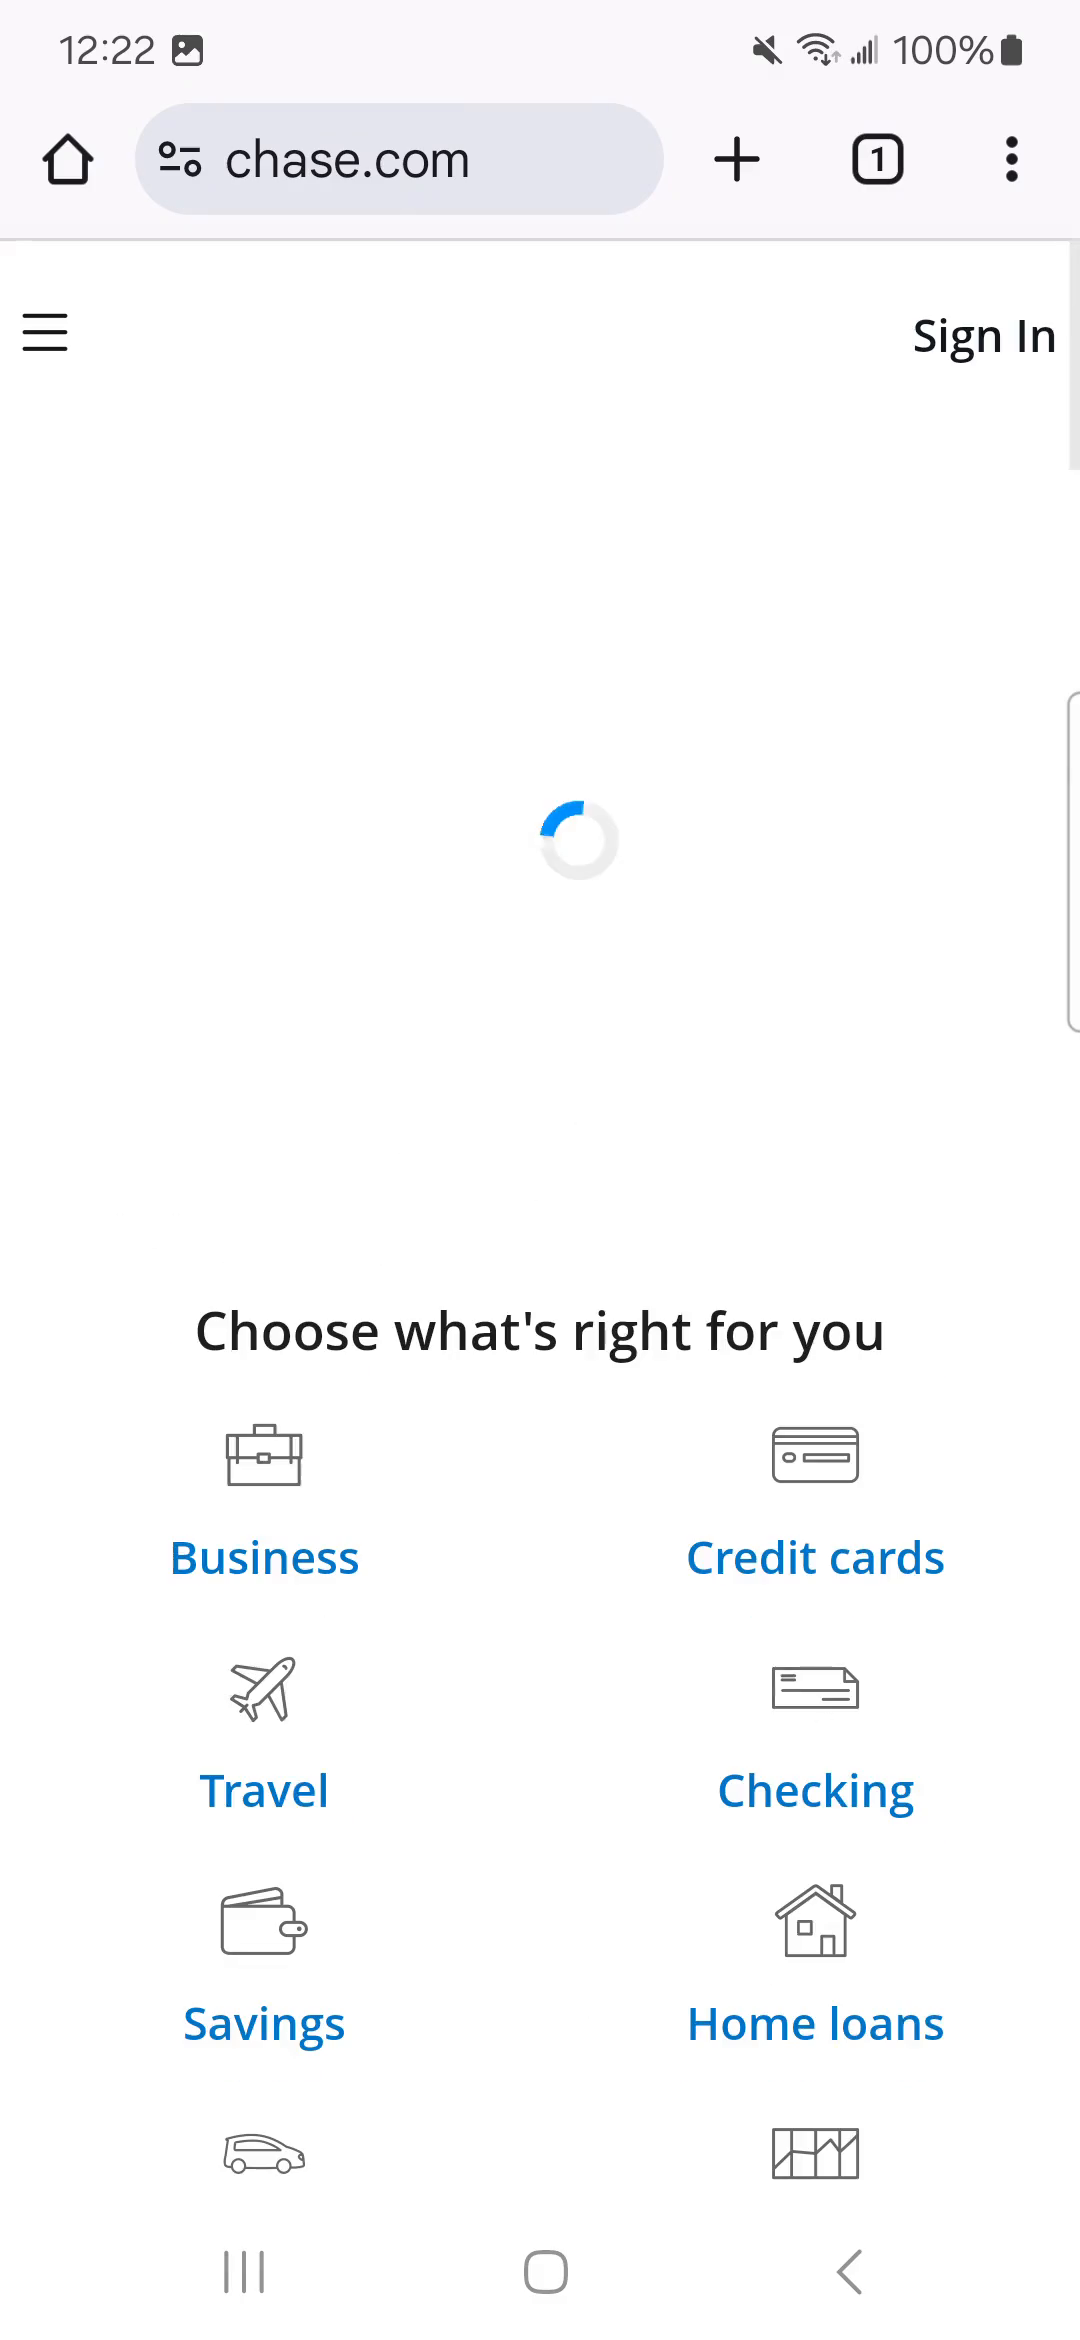 12:22
100%
chase.com
1
Sign In
Choose what's right for you
Business
Credit cards
Travel
Checking
Savings
Home loans